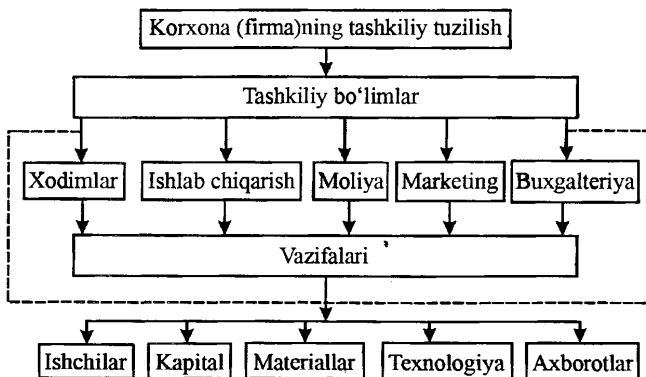 Korxona (firma)ning tashkiliy tuzilish
Tashkiliy bo‘limlar
Xodimlar Ishlab chiqarish Moliya Marketing Buxgalteriya
Vazifalari
Ishchilar Kapital Materiallar Texnologiya Axborotlar